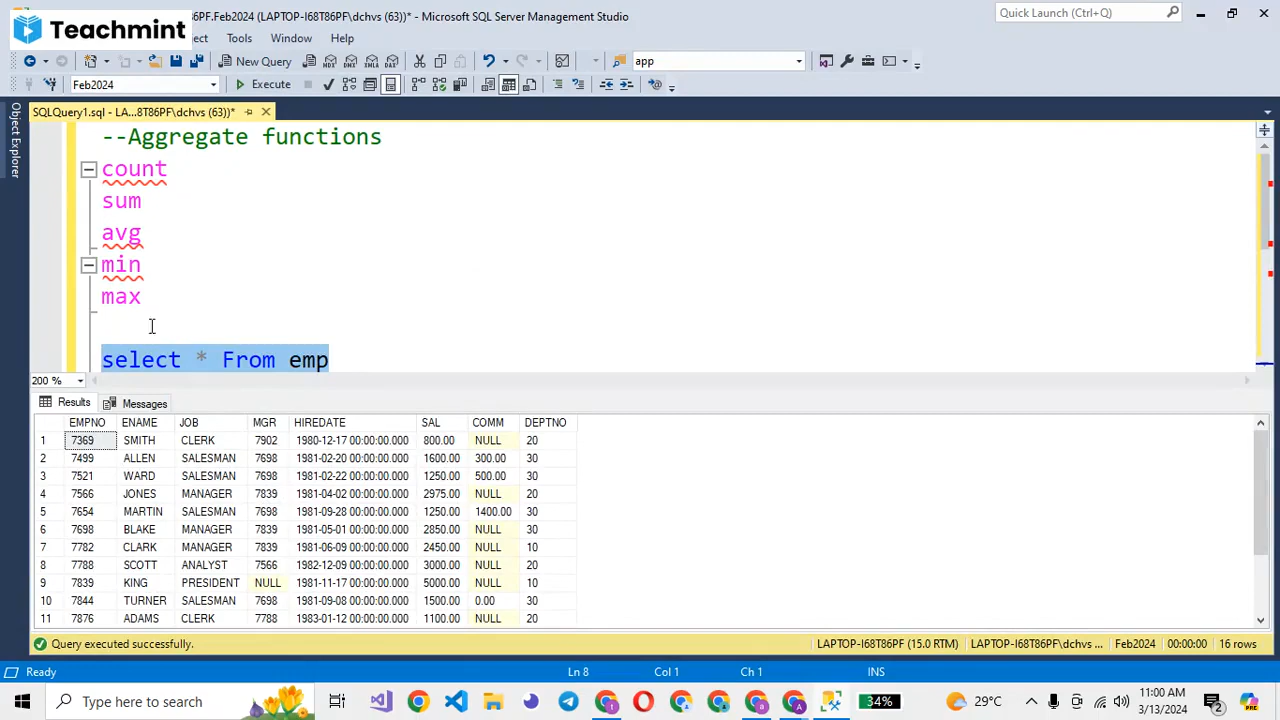 Teachmint
PF.Feb2024 (LAPTOP-I68T86PF\dchvs (63))* - Microsoft SQL Server Management Studio
Quick Launch (Ctrl+Q)
ect Tools Window Help
New Query
MDX DMX XMLA DAX
app
Feb2024
Execute
SQLQuery1.sql - LA...8T86PF\dchvs (63))*
Object Explorer
--Aggregate functions
count
sum
avg
min
max
select * From emp
200 %
Results Messages
EMPNO ENAME JOB MGR HIREDATE SAL COMM DEPTNO
1 7369 SMITH CLERK 7902 1980-12-17 00:00:00.000 800.00 NULL 20
2 7499 ALLEN SALESMAN 7698 1981-02-20 00:00:00.000 1600.00 300.00 30
3 7521 WARD SALESMAN 7698 1981-02-22 00:00:00.000 1250.00 500.00 30
4 7566 JONES MANAGER 7839 1981-04-02 00:00:00.000 2975.00 NULL 20
5 7654 MARTIN SALESMAN 7698 1981-09-28 00:00:00.000 1250.00 1400.00 30
6 7698 BLAKE MANAGER 7839 1981-05-01 00:00:00.000 2850.00 NULL 30
7 7782 CLARK MANAGER 7839 1981-06-09 00:00:00.000 2450.00 NULL 10
8 7788 SCOTT ANALYST 7566 1982-12-09 00:00:00.000 3000.00 NULL 20
9 7839 KING PRESIDENT NULL 1981-11-17 00:00:00.000 5000.00 NULL 10
10 7844 TURNER SALESMAN 7698 1981-09-08 00:00:00.000 1500.00 0.00 30
11 7876 ADAMS CLERK 7788 1983-01-12 00:00:00.000 1100.00 NULL 20
Query executed successfully. LAPTOP-I68T86PF (15.0 RTM) LAPTOP-I68T86PF\dchvs ... Feb2024 00:00:00 16 rows
Ready Ln 8 Col 1 Ch 1 INS
Type here to search
34%
29°C
11:00 AM
3/13/2024
2